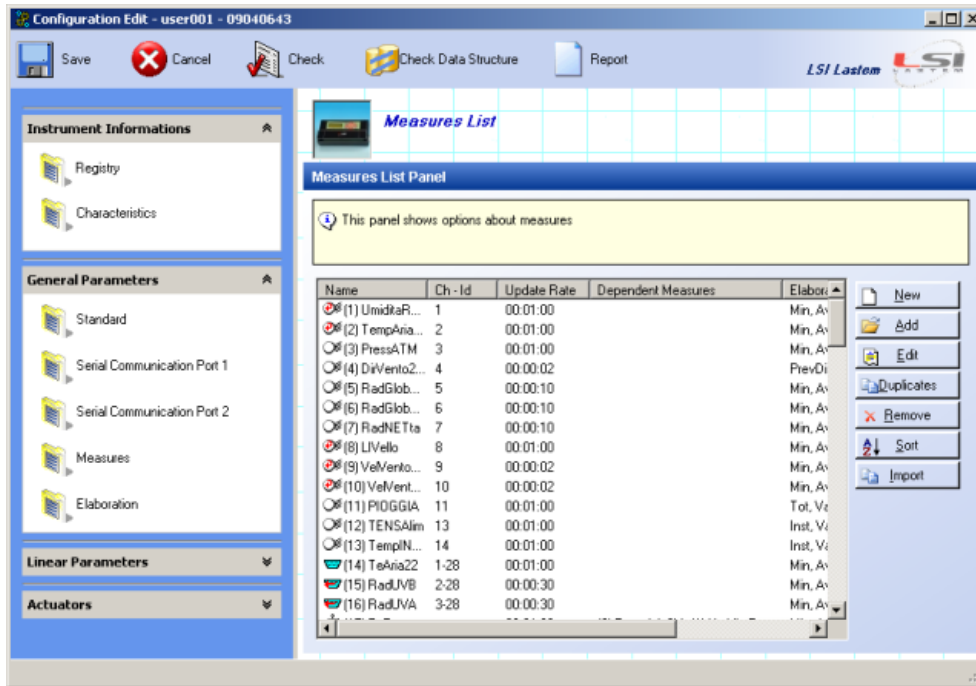 Configuration Edit - user001 - 09040643
Save Cancel Check Check Data Structure Report
LSI Lastem
LSI
LASTEM
Instrument Informations
Registry
Characteristics
General Parameters
Standard
Serial Communication Port 1
Serial Communication Port 2
Measures
Elaboration
Linear Parameters
Actuators
Measures List
Measures List Panel
This panel shows options about measures
Name Ch - Id Update Rate Dependent Measures Elabora
(1) UmiditaR... 1 00:01:00 Min, Av
(2) TempAria... 2 00:01:00 Min, Av
(3) PressATM 3 00:01:00 Min, Av
(4) DirVento2... 4 00:00:02 PrevDi
(5) RadGlob... 5 00:00:10 Min, Av
(6) RadGlob... 6 00:00:10 Min, Av
(7) RadNETta 7 00:00:10 Min, Av
(8) LIVello 8 00:01:00 Min, Av
(9) VelVento... 9 00:00:02 Min, Av
(10) VelVent... 10 00:00:02 Min, Av
(11) PIOGGIA 11 00:01:00 Tot, Va
(12) TENSAlim 13 00:01:00 Inst, Va
(13) TempIN... 14 00:01:00 Inst, Va
(14) TeAria22 1-28 00:01:00 Min, Av
(15) RadUVB 2-28 00:00:30 Min, Av
(16) RadUVA 3-28 00:00:30 Min, Av
New
Add
Edit
Duplicates
Remove
Sort
Import